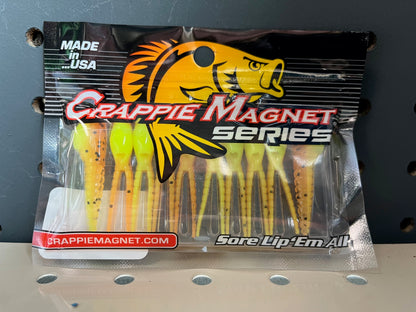 MADE
in
...USA
CRAPPIE MAGNET
SERIES
CRAPPIEMAGNET.COM
Sore Lip 'Em All